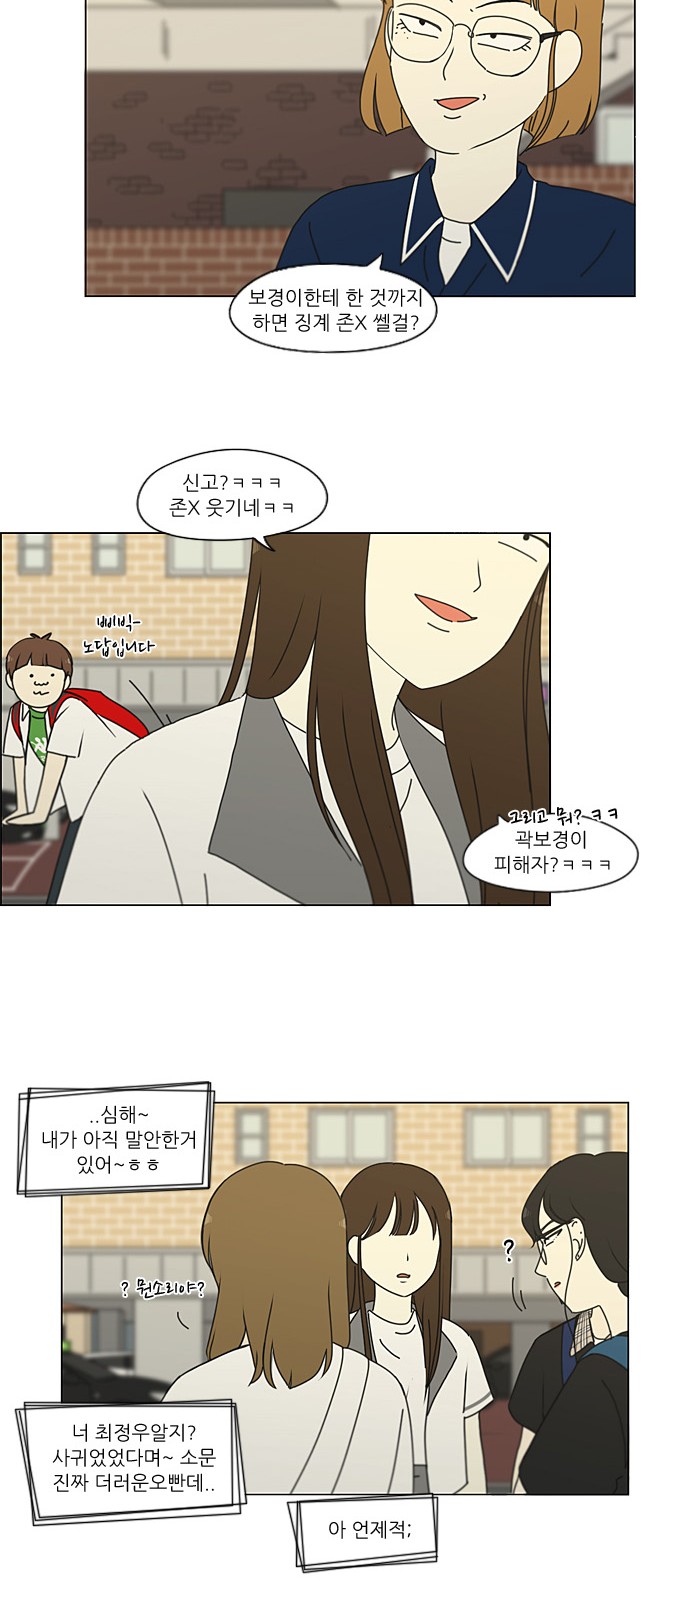 보경이한테 한 것까지
하면 징계 존X 쎌걸?
신고?ㅋㅋㅋ
존X 웃기네ㅋㅋ
삐빅-
노답입니다
그리고 뭐?ㅋㅋ
곽보경이
피해자?ㅋㅋㅋ
..심해~
내가 아직 말안한거
있어~ㅎㅎ
?
? 뭔소리야?
너 최정우알지?
사귀었었다며~ 소문
진짜 더러운오빤데..
아 언제적;